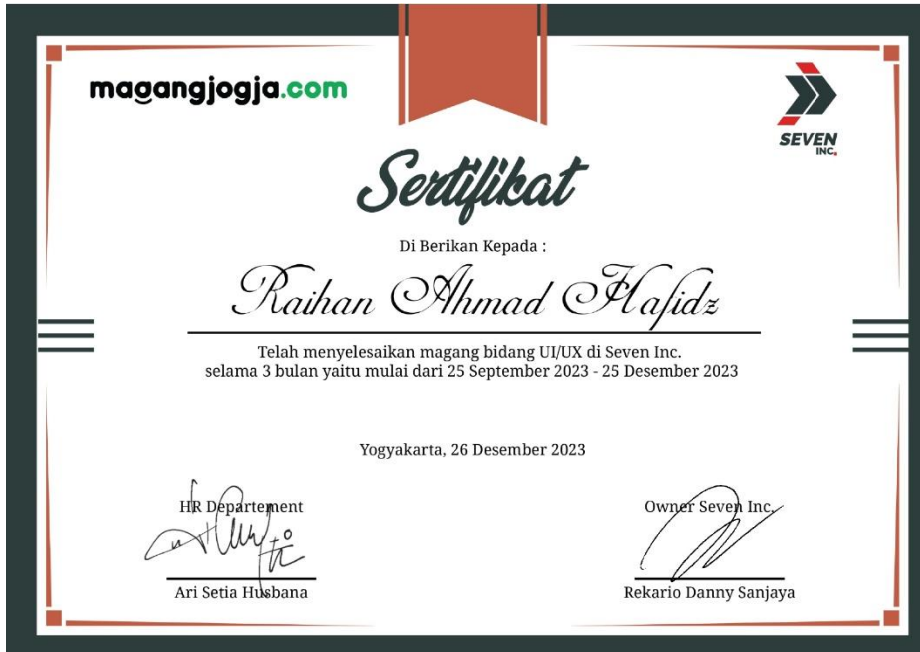 magangjogja.com
SEVEN
INC.
Sertifikat
Di Berikan Kepada :
Raihan Ahmad Hafidz
Telah menyelesaikan magang bidang UI/UX di Seven Inc.
selama 3 bulan yaitu mulai dari 25 September 2023 - 25 Desember 2023
Yogyakarta, 26 Desember 2023
HR Departement
Owner Seven Inc.
Ari Setia Husbana
Rekario Danny Sanjaya